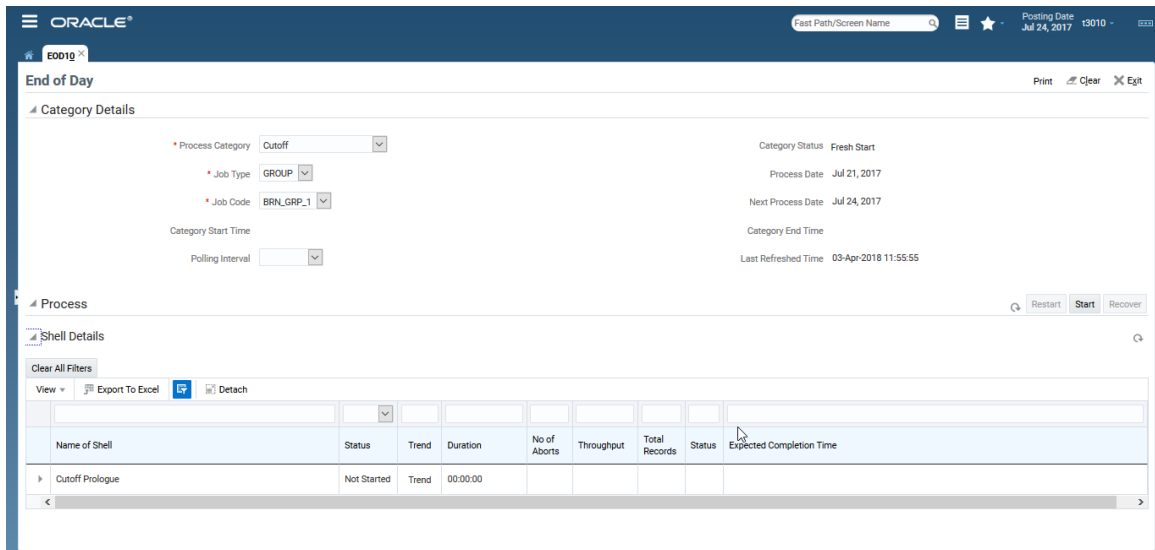 ORACLE®
Fast Path/Screen Name
Posting Date
Jul 24, 2017
t3010
EOD10
End of Day
Print Clear Exit
Category Details
* Process Category Cutoff
Category Status Fresh Start
* Job Type GROUP
Process Date Jul 21, 2017
* Job Code BRN_GRP_1
Next Process Date Jul 24, 2017
Category Start Time
Category End Time
Polling Interval
Last Refreshed Time 03-Apr-2018 11:55:55
Process
Restart Start Recover
Shell Details
Clear All Filters
View Export To Excel Detach
Name of Shell Status Trend Duration No of Aborts Throughput Total Records Status Expected Completion Time
Cutoff Prologue Not Started Trend 00:00:00